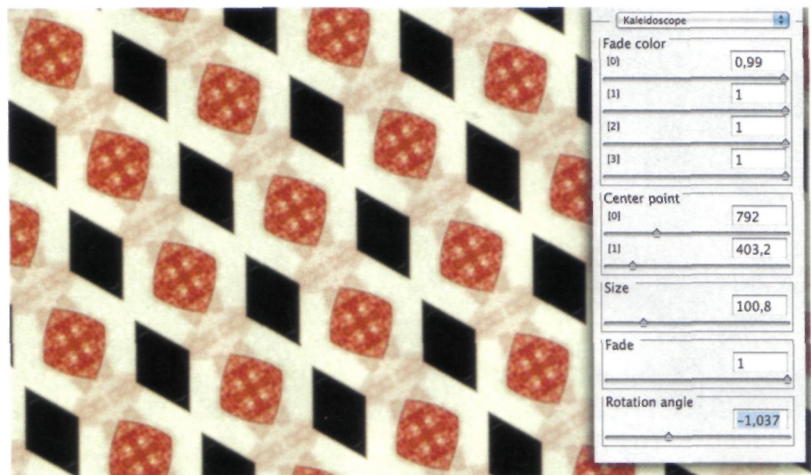 Kaleidoscope
Fade color
[0] 0,99
[1] 1
[2] 1
[3] 1
Center point
[0] 792
[1] 403,2
Size
100,8
Fade
1
Rotation angle
-1,037